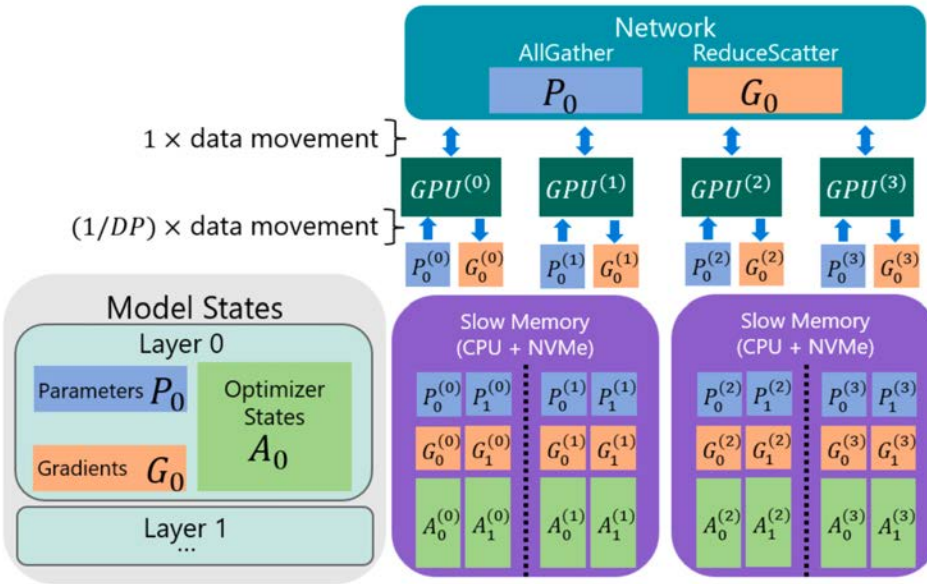 Network
AllGather ReduceScatter
P₀ G₀
1 × data movement
GPU⁽⁰⁾ GPU⁽¹⁾ GPU⁽²⁾ GPU⁽³⁾
(1/DP) × data movement
P₀⁽⁰⁾ G₀⁽⁰⁾ P₀⁽¹⁾ G₀⁽¹⁾ P₀⁽²⁾ G₀⁽²⁾ P₀⁽³⁾ G₀⁽³⁾
Model States
Layer 0
Parameters P₀
Optimizer
States
A₀
Gradients G₀
Layer 1
...
Slow Memory
(CPU + NVMe)
P₀⁽⁰⁾ P₁⁽⁰⁾ P₀⁽¹⁾ P₁⁽¹⁾
G₀⁽⁰⁾ G₁⁽⁰⁾ G₀⁽¹⁾ G₁⁽¹⁾
A₀⁽⁰⁾ A₁⁽⁰⁾ A₀⁽¹⁾ A₁⁽¹⁾
Slow Memory
(CPU + NVMe)
P₀⁽²⁾ P₁⁽²⁾ P₀⁽³⁾ P₁⁽³⁾
G₀⁽²⁾ G₁⁽²⁾ G₀⁽³⁾ G₁⁽³⁾
A₀⁽²⁾ A₁⁽²⁾ A₀⁽³⁾ A₁⁽³⁾